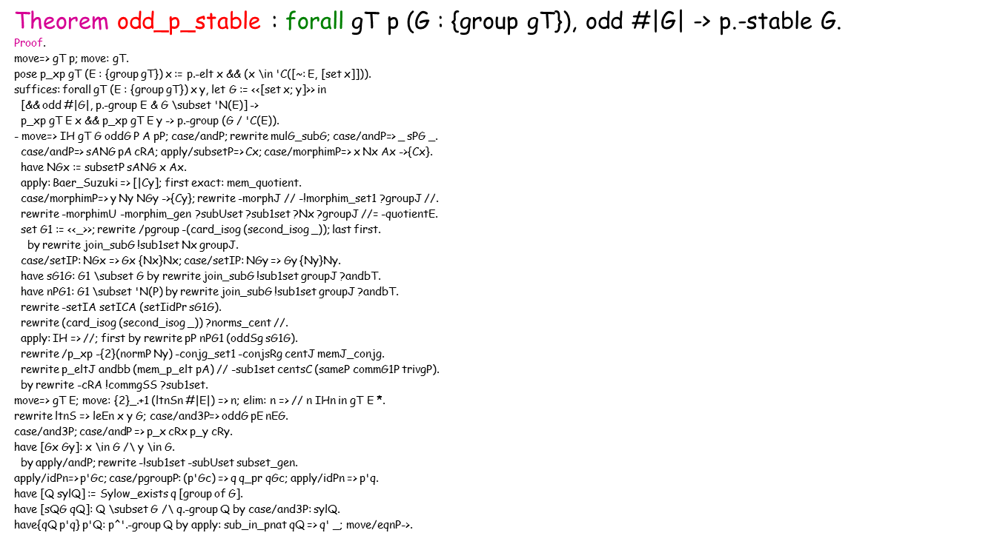 Theorem odd_p_stable : forall gT p (G : {group gT}), odd #|G| -> p.-stable G.
Proof.
move=> gT p; move: gT.
pose p_xp gT (E : {group gT}) x := p.-elt x && (x \in 'C([~: E, [set x]])).
suffices: forall gT (E : {group gT}) x y, let G := <<[set x; y]>> in
[&& odd #|G|, p.-group E & G \subset 'N(E)] ->
p_xp gT E x && p_xp gT E y -> p.-group (G / 'C(E)).
- move=> IH gT G oddG P A pP; case/andP; rewrite mulG_subG; case/andP=> _ sPG _.
case/andP=> sANG pA cRA; apply/subsetP=> Cx; case/morphimP=> x Nx Ax ->{Cx}.
have NGx := subsetP sANG x Ax.
apply: Baer_Suzuki => [|Cy]; first exact: mem_quotient.
case/morphimP=> y Ny NGy ->{Cy}; rewrite -morphJ // -!morphim_set1 ?groupJ //.
rewrite -morphimU -morphim_gen ?subUset ?sub1set ?Nx ?groupJ //= -quotientE.
set G1 := <<_>>; rewrite /pgroup -(card_isog (second_isog _)); last first.
by rewrite join_subG !sub1set Nx groupJ.
case/setIP: NGx => Gx {Nx}Nx; case/setIP: NGy => Gy {Ny}Ny.
have sG1G: G1 \subset G by rewrite join_subG !sub1set groupJ ?andbT.
have nPG1: G1 \subset 'N(P) by rewrite join_subG !sub1set groupJ ?andbT.
rewrite -setIA setICA (setIidPr sG1G).
rewrite (card_isog (second_isog _)) ?norms_cent //.
apply: IH => //; first by rewrite pP nPG1 (oddSg sG1G).
rewrite /p_xp -{2}(normP Ny) -conjg_set1 -conjsRg centJ memJ_conjg.
rewrite p_eltJ andbb (mem_p_elt pA) // -sub1set centsC (sameP commG1P trivgP).
by rewrite -cRA !commgSS ?sub1set.
move=> gT E; move: {2}_.+1 (ltnSn #|E|) => n; elim: n => // n IHn in gT E *.
rewrite ltnS => leEn x y G; case/and3P=> oddG pE nEG.
case/and3P; case/andP => p_x cRx p_y cRy.
have [Gx Gy]: x \in G /\ y \in G.
by apply/andP; rewrite -!sub1set -subUset subset_gen.
apply/idPn=> p'Gc; case/pgroupP: (p'Gc) => q q_pr qGc; apply/idPn => p'q.
have [Q sylQ] := Sylow_exists q [group of G].
have [sQG qQ]: Q \subset G /\ q.-group Q by case/and3P: sylQ.
have{qQ p'q} p'Q: p^'.-group Q by apply: sub_in_pnat qQ => q' _; move/eqnP->.